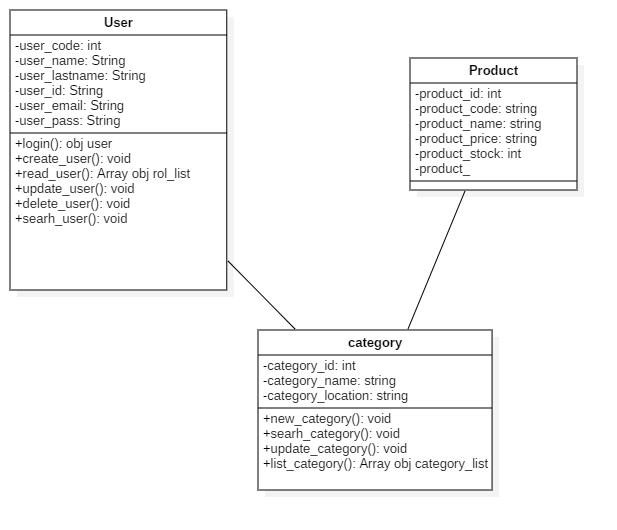 User
-user_code: int
-user_name: String
-user_lastname: String
-user_id: String
-user_email: String
-user_pass: String
+login(): obj user
+create_user(): void
+read_user(): Array obj rol_list
+update_user(): void
+delete_user(): void
+searh_user(): void
Product
-product_id: int
-product_code: string
-product_name: string
-product_price: string
-product_stock: int
-product_
category
-category_id: int
-category_name: string
-category_location: string
+new_category(): void
+searh_category(): void
+update_category(): void
+list_category(): Array obj category_list